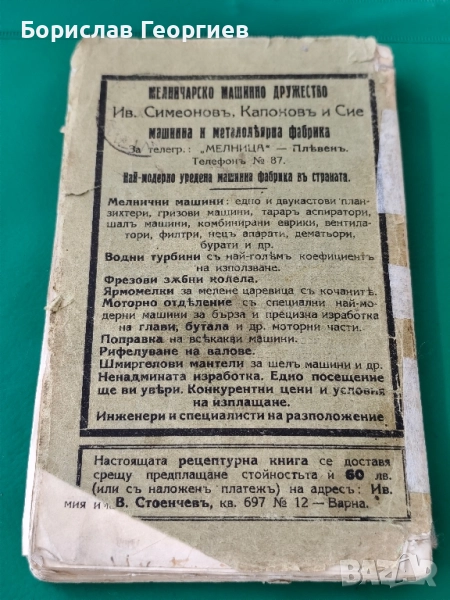 Борислав Георгиев
МЕЛНИЧАРСКО МАШИННО ДРУЖЕСТВО
Ив. Симеоновъ, Капоновъ и Сие
машинна и металолѣярна фабрика
За телегр.: „МЕЛНИЦА" — Плѣвенъ.
Телефонъ № 87.
Най-модерно уредена машинна фабрика въ страната.
Мелнични машини: едно и двукастови план-
зихтери, гризови машини, тараръ аспиратори,
шалъ машини, комбинирани еврики, вентила-
тори, филтри, нецъ апарати, дематьори,
бурати и др.
Водни турбини съ най-голѣмъ коефициентъ
на използване.
Фрезови зѫбни колела.
Ярмомелки за мелене царевица съ кочанитѣ.
Моторно отдѣление съ специални най-мо-
дерни машини за бърза и прецизна изработка
на глави, бутала и др. моторни части.
Поправка на всѣкакви машини.
Рифелуване на валове.
Шмиргелови мантели за шелъ машини и др.
Ненадмината изработка. Едно посещение
ще ви увѣри. Конкурентни цени и условия
на изплащане.
Инженери и специалисти на разположение
Настоящата рецептурна книга се доставя
срещу предплащане стойностьта ѝ 60 лв.
(или съ наложенъ платежъ) на адресъ: Ив.
мия и В. Стоенчевъ, кв. 697 № 12 — Варна.
BAZAR